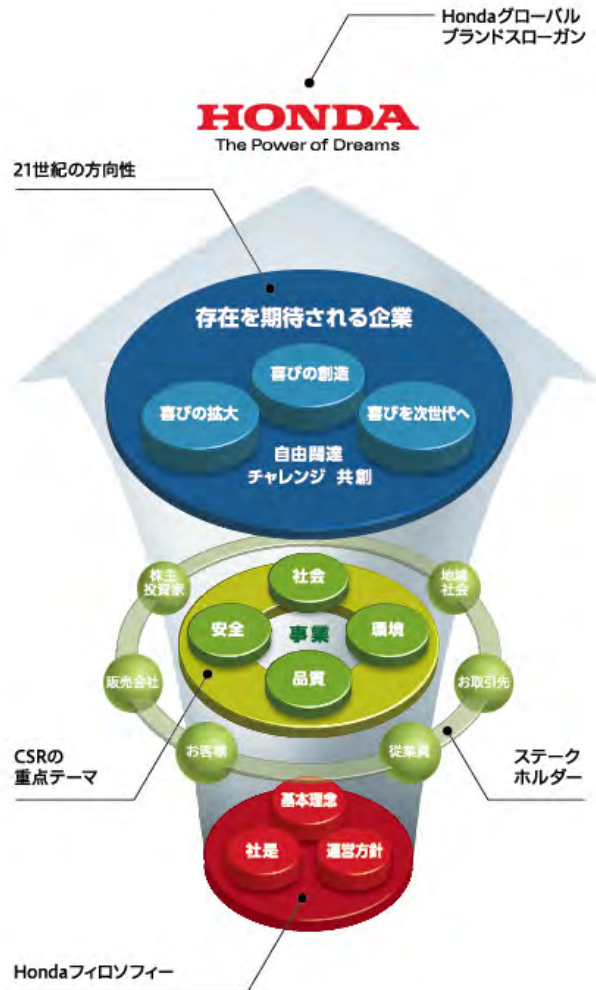 Hondaグローバル
ブランドスローガン
HONDA
The Power of Dreams
21世紀の方向性
存在を期待される企業
喜びの創造
喜びの拡大
喜びを次世代へ
自由闊達
チャレンジ 共創
株主
投資家
社会
地域
社会
安全
事業
環境
販売会社
品質
お取引先
お客様
従業員
CSRの
重点テーマ
ステーク
ホルダー
基本理念
社是
運営方針
Hondaフィロソフィー